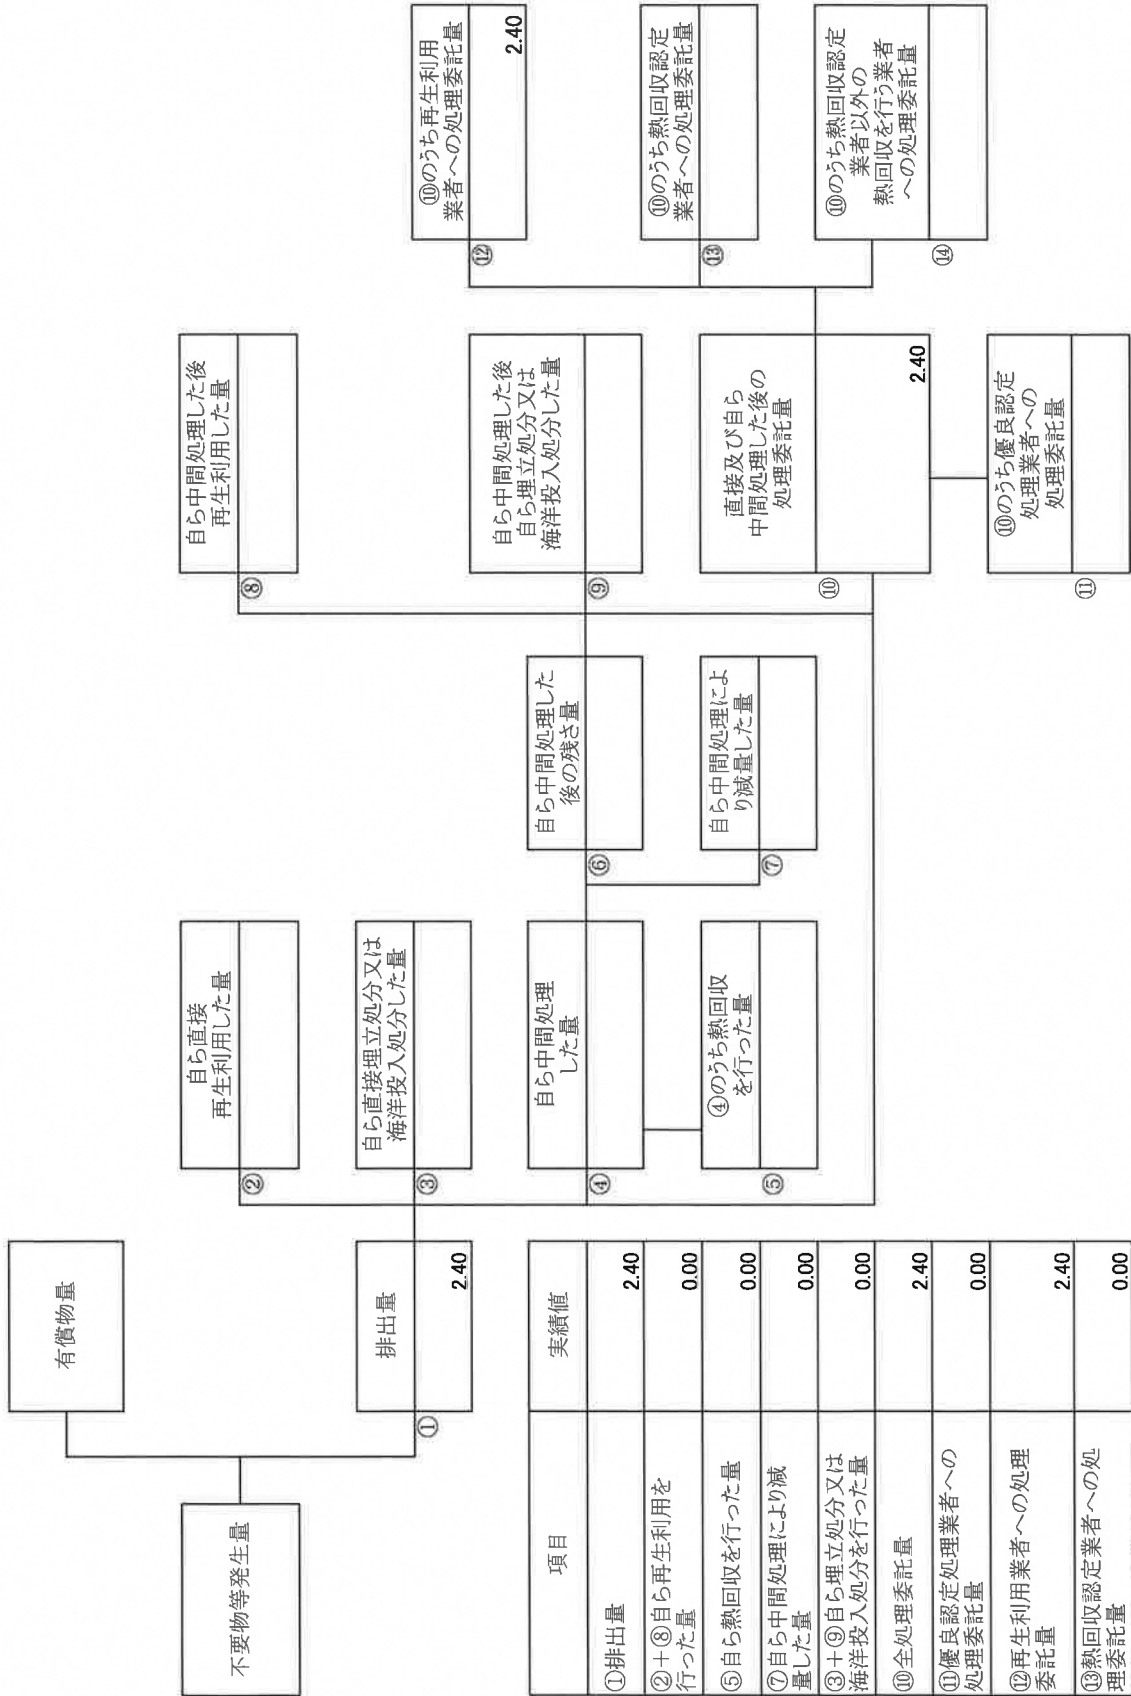 不要物等発生量
有償物量
①
排出量
2.40
②
自ら直接
再生利用した量
③
自ら直接埋立処分又は
海洋投入処分した量
④
自ら中間処理
した量
⑤
④のうち熱回収
を行った量
⑥
自ら中間処理した
後の残さ量
⑦
自ら中間処理によ
り減量した量
⑧
自ら中間処理した後
再生利用した量
⑨
自ら中間処理した後
自ら埋立処分又は
海洋投入処分した量
⑩
直接及び自ら
中間処理した後の
処理委託量
2.40
⑪
⑩のうち優良認定
処理業者への
処理委託量
⑫
⑩のうち再生利用
業者への処理委託量
2.40
⑬
⑩のうち熱回収認定
業者への処理委託量
⑭
⑩のうち熱回収認定
業者以外の
熱回収を行う業者
への処理委託量
項目 実績値
①排出量 2.40
②+⑧自ら再生利用を
行った量 0.00
⑤自ら熱回収を行った量 0.00
⑦自ら中間処理により減
量した量 0.00
③+⑨自ら埋立処分又は
海洋投入処分を行った量 0.00
⑩全処理委託量 2.40
⑪優良認定処理業者への
処理委託量 0.00
⑫再生利用業者への処理
委託量 2.40
⑬熱回収認定業者への処
理委託量 0.00